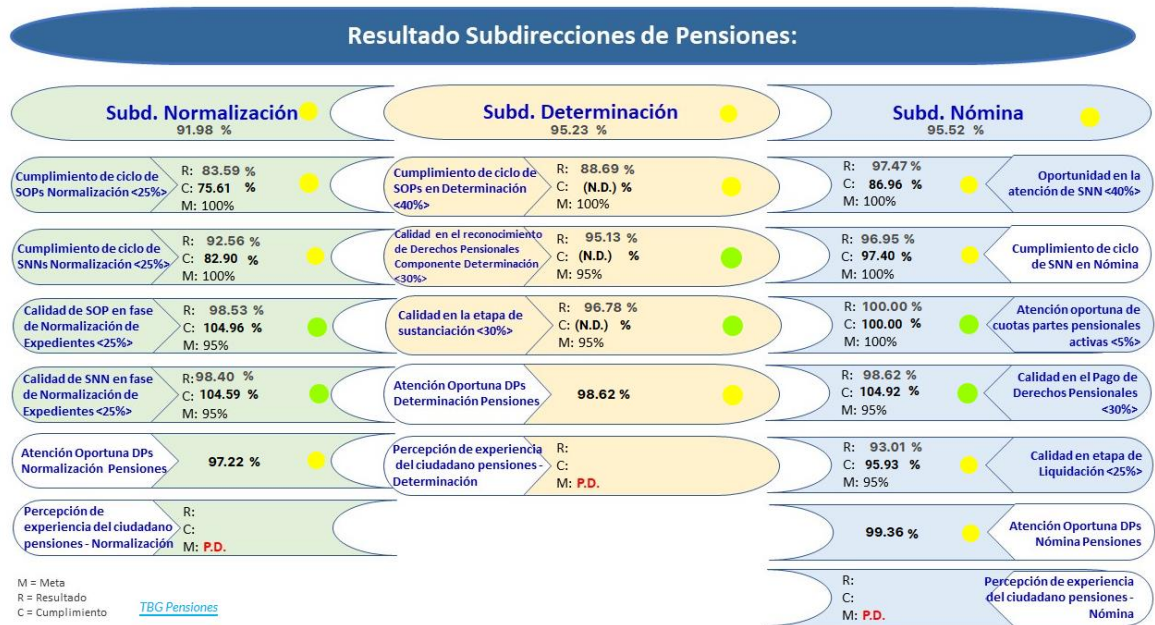 Resultado Subdirecciones de Pensiones:
Subd. Normalización
91.98 %
Cumplimiento de ciclo de
SOPs Normalización <25%>
R: 83.59 %
C: 75.61 %
M: 100%
Cumplimiento de ciclo de
SNNs Normalización <25%>
R: 92.56 %
C: 82.90 %
M: 100%
Calidad de SOP en fase
de Normalización de
Expedientes <25%>
R: 98.53 %
C: 104.96 %
M: 95%
Calidad de SNN en fase
de Normalización de
Expedientes <25%>
R:98.40 %
C: 104.59 %
M: 95%
Atención Oportuna DPs
Normalización Pensiones
97.22 %
Percepción de
experiencia del ciudadano
pensiones - Normalización
R:
C:
M: P.D.
Subd. Determinación
95.23 %
Cumplimiento de ciclo de
SOPs en Determinación
<40%>
R: 88.69 %
C: (N.D.) %
M: 100%
Calidad en el reconocimiento
de Derechos Pensionales
Componente Determinación
<30%>
R: 95.13 %
C: (N.D.) %
M: 95%
Calidad en la etapa de
sustanciación <30%>
R: 96.78 %
C: (N.D.) %
M: 95%
Atención Oportuna DPs
Determinación Pensiones
98.62 %
Percepción de experiencia
del ciudadano pensiones -
Determinación
R:
C:
M: P.D.
Subd. Nómina
95.52 %
R: 97.47 %
C: 86.96 %
M: 100%
Oportunidad en la
atención de SNN <40%>
R: 96.95 %
C: 97.40 %
M: 100%
Cumplimiento de ciclo
de SNN en Nómina
R: 100.00 %
C: 100.00 %
M: 100%
Atención oportuna de
cuotas partes pensionales
activas <5%>
R: 98.62 %
C: 104.92 %
M: 95%
Calidad en el Pago de
Derechos Pensionales
<30%>
R: 93.01 %
C: 95.93 %
M: 95%
Calidad en etapa de
Liquidación <25%>
99.36 %
Atención Oportuna DPs
Nómina Pensiones
R:
C:
M: P.D.
Percepción de experiencia
del ciudadano pensiones -
Nómina
M = Meta
R = Resultado
C = Cumplimiento
TBG Pensiones